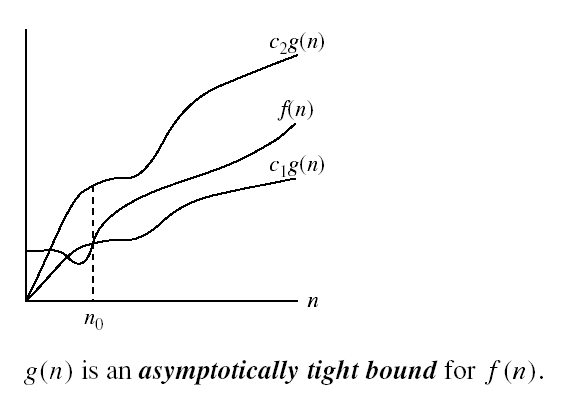 c₂g(n)
f(n)
c₁g(n)
n
n₀
g(n) is an asymptotically tight bound for f(n).